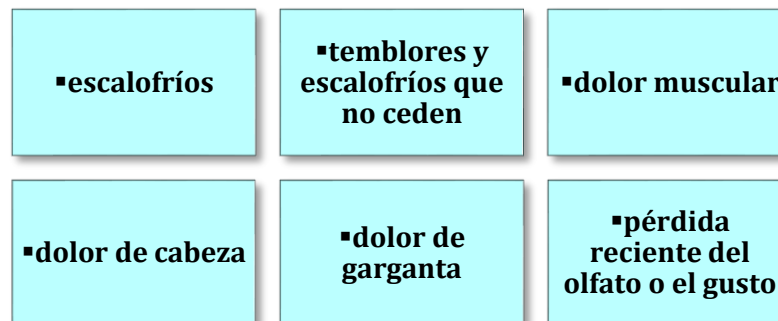 ▪escalofríos
▪temblores y
escalofríos que
no ceden
▪dolor muscular
▪dolor de cabeza
▪dolor de
garganta
▪pérdida
reciente del
olfato o el gusto